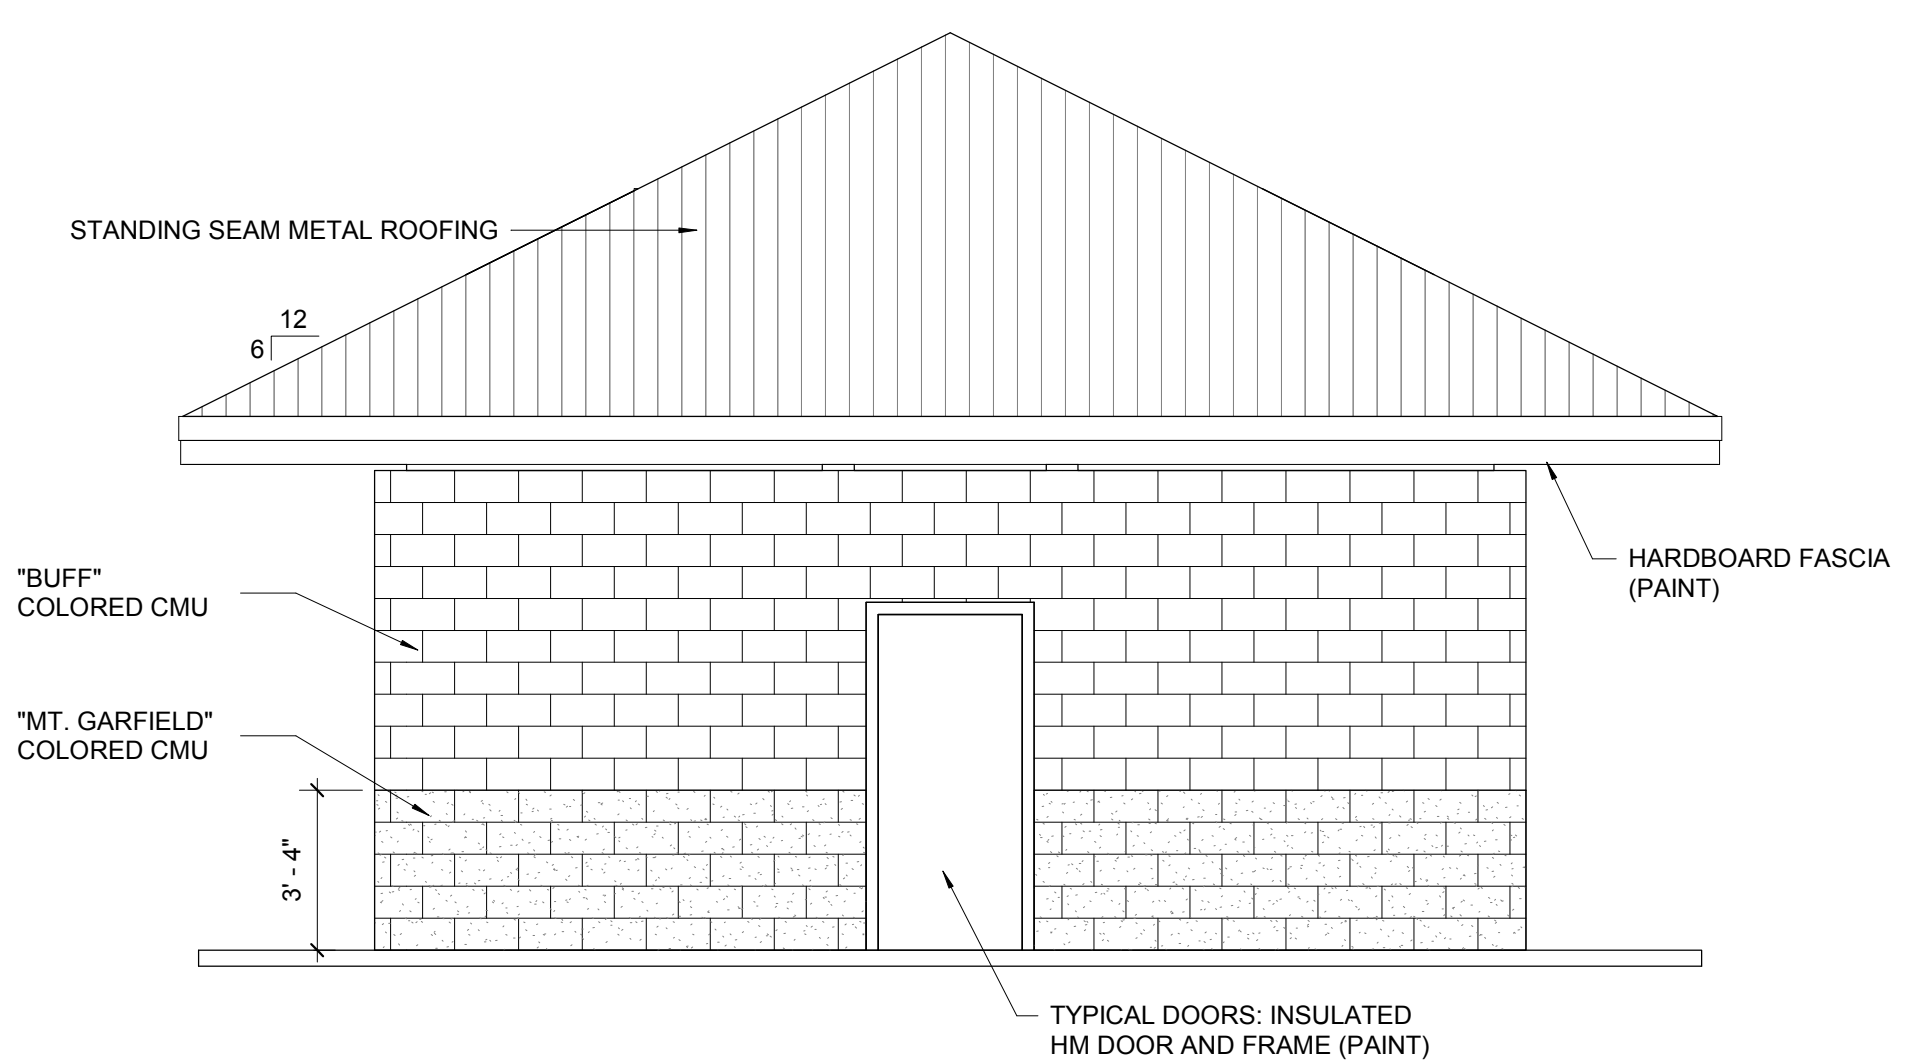 STANDING SEAM METAL ROOFING
12
6
"BUFF"
COLORED CMU
HARDBOARD FASCIA
(PAINT)
"MT. GARFIELD"
COLORED CMU
3' - 4"
TYPICAL DOORS: INSULATED
HM DOOR AND FRAME (PAINT)